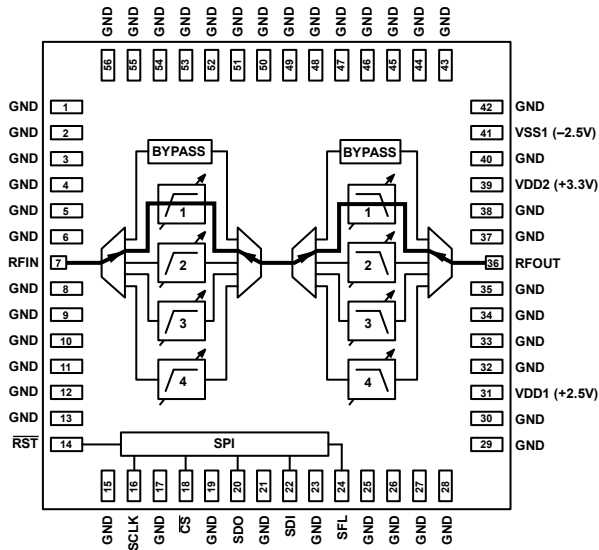 GND GND GND GND GND GND GND GND GND GND GND GND GND GND
56 55 54 53 52 51 50 49 48 47 46 45 44 43
GND 1
42 GND
GND 2
41 VSS1 (–2.5V)
GND 3
40 GND
GND 4
39 VDD2 (+3.3V)
GND 5
38 GND
GND 6
37 GND
RFIN 7
36 RFOUT
GND 8
35 GND
GND 9
34 GND
GND 10
33 GND
GND 11
32 GND
GND 12
31 VDD1 (+2.5V)
GND 13
30 GND
RST 14
29 GND
BYPASS
1
2
3
4
BYPASS
1
2
3
4
SPI
15 16 17 18 19 20 21 22 23 24 25 26 27 28
GND SCLK GND CS GND SDO GND SDI GND SFL GND GND GND GND